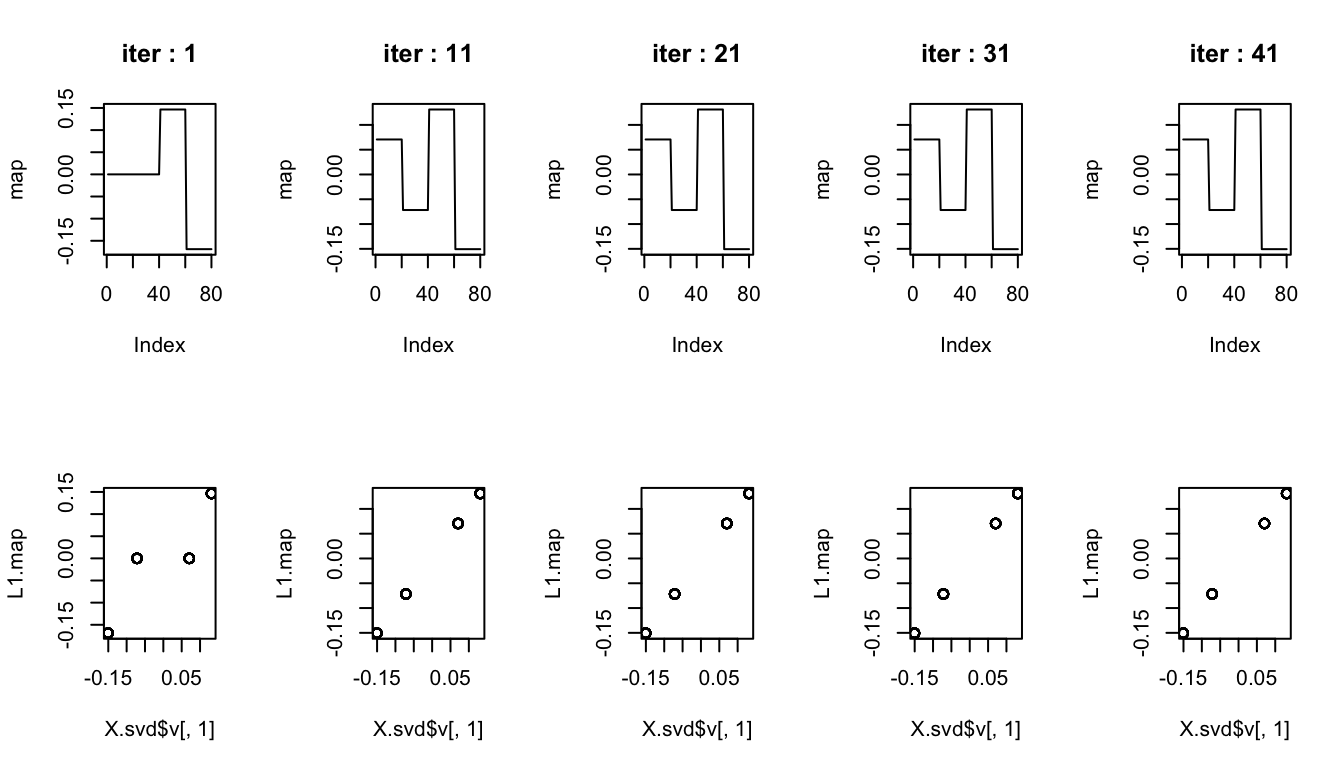 iter : 1
map
0.15
0.00
-0.15
0
40
80
Index
iter : 11
map
0.00
-0.15
0
40
80
Index
iter : 21
map
0.00
-0.15
0
40
80
Index
iter : 31
map
0.00
-0.15
0
40
80
Index
iter : 41
map
0.00
-0.15
0
40
80
Index
L1.map
0.15
0.00
-0.15
-0.15
0.05
X.svd$v[, 1]
L1.map
0.00
-0.15
-0.15
0.05
X.svd$v[, 1]
L1.map
0.00
-0.15
-0.15
0.05
X.svd$v[, 1]
L1.map
0.00
-0.15
-0.15
0.05
X.svd$v[, 1]
L1.map
0.00
-0.15
-0.15
0.05
X.svd$v[, 1]